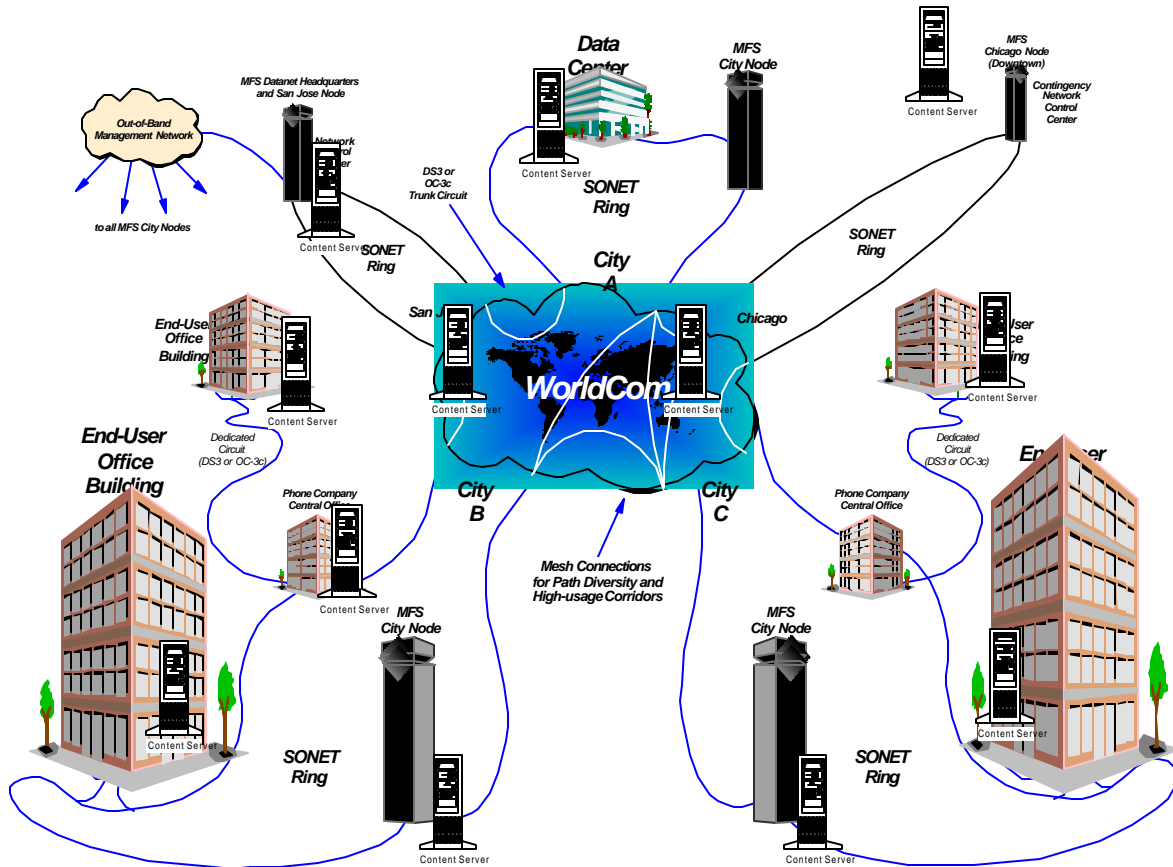 Data
Center
MFS
City Node
MFS
Chicago Node
(Downtown)
Contingency
Network
Control
Center
Content Server
MFS Datanet Headquarters
and San Jose Node
Out-of-Band
Management Network
Content Server
DS3 or
OC-3c
Trunk Circuit
SONET
Ring
to all MFS City Nodes
Content Server
SONET
Ring
SONET
Ring
City
A
San
Chicago
End-User
Office
Building
WorldCom
Content Server
Content Server
Content Server
Content Server
End-User
Office
Building
Dedicated
Circuit
(DS3 or OC-3c)
Dedicated
Circuit
(DS3 or OC-3c)
City
B
City
C
Phone Company
Central Office
Phone Company
Central Office
Mesh Connections
for Path Diversity and
High-usage Corridors
Content Server
MFS
City Node
MFS
City Node
Content Server
Content Server
SONET
Ring
SONET
Ring
Content Server
Content Server